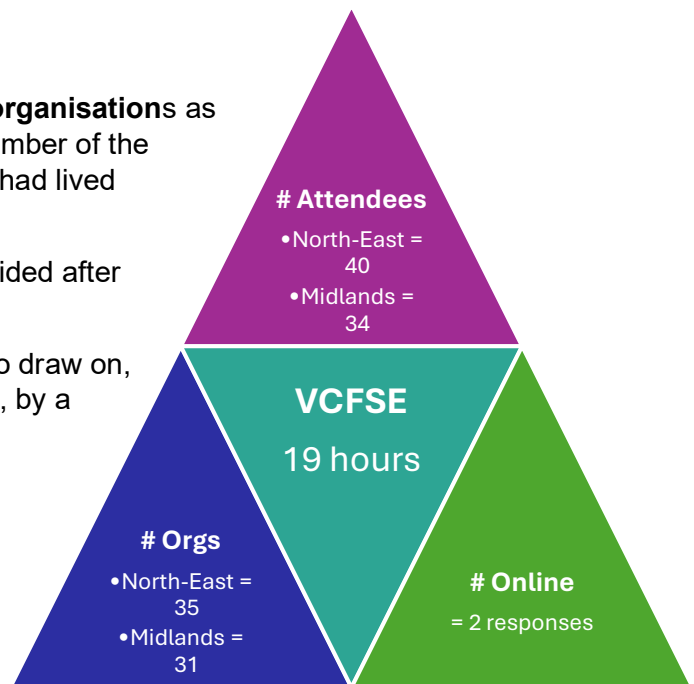 organisations as
mber of the
had lived
ided after
o draw on,
, by a
# Attendees
•North-East =
40
•Midlands =
34
VCFSE
19 hours
# Orgs
•North-East =
35
•Midlands =
31
# Online
= 2 responses